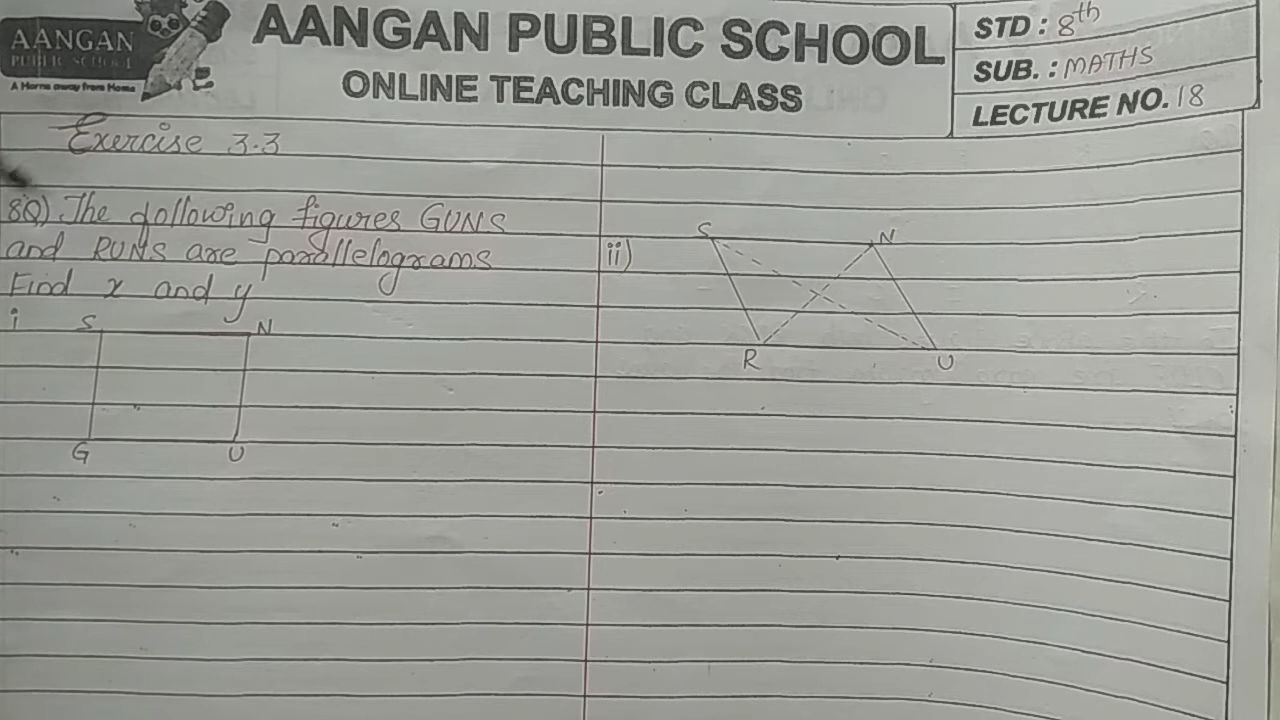 AANGAN
PUBLIC SCHOOL
A Home away from Home
AANGAN PUBLIC SCHOOL
ONLINE TEACHING CLASS
STD : 8th
SUB. : MATHS
LECTURE NO. 18
Exercise 3.3
8Q) The following figures GUNS
and RUNS are parallelograms
Find x and y
i
S N
G U
ii)
S N
R U